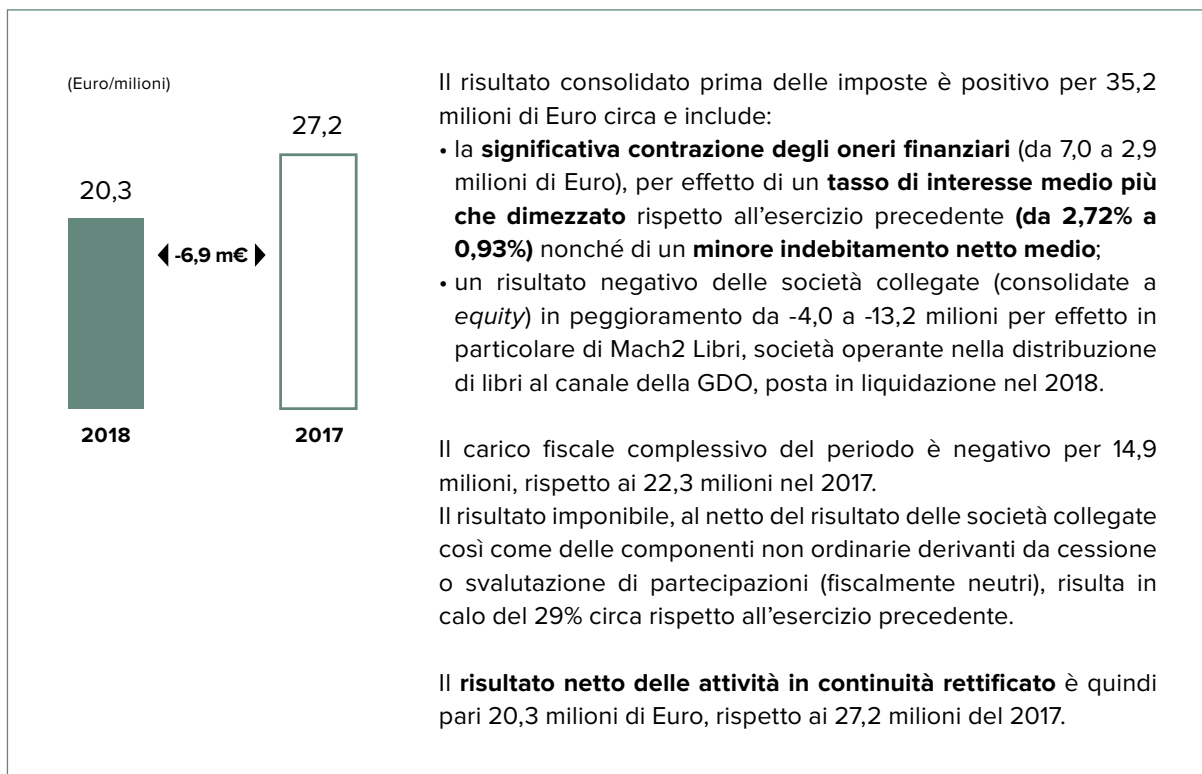 (Euro/milioni)
27,2
20,3
-6,9 m€
2018
2017
Il risultato consolidato prima delle imposte è positivo per 35,2
milioni di Euro circa e include:
• la significativa contrazione degli oneri finanziari (da 7,0 a 2,9
milioni di Euro), per effetto di un tasso di interesse medio più
che dimezzato rispetto all'esercizio precedente (da 2,72% a
0,93%) nonché di un minore indebitamento netto medio;
• un risultato negativo delle società collegate (consolidate a
equity) in peggioramento da -4,0 a -13,2 milioni per effetto in
particolare di Mach2 Libri, società operante nella distribuzione
di libri al canale della GDO, posta in liquidazione nel 2018.
Il carico fiscale complessivo del periodo è negativo per 14,9
milioni, rispetto ai 22,3 milioni nel 2017.
Il risultato imponibile, al netto del risultato delle società collegate
così come delle componenti non ordinarie derivanti da cessione
o svalutazione di partecipazioni (fiscalmente neutri), risulta in
calo del 29% circa rispetto all'esercizio precedente.
Il risultato netto delle attività in continuità rettificato è quindi
pari 20,3 milioni di Euro, rispetto ai 27,2 milioni del 2017.